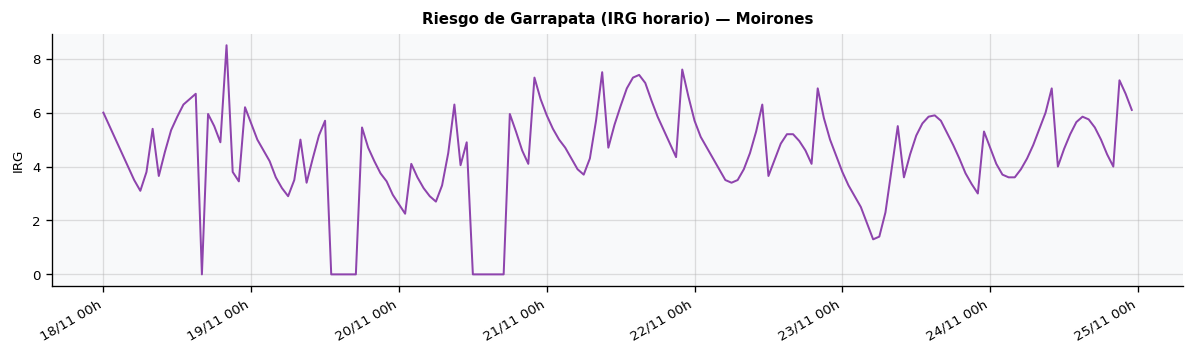 Riesgo de Garrapata (IRG horario) — Moirones
IRG
8
6
4
2
0
18/11 00h
19/11 00h
20/11 00h
21/11 00h
22/11 00h
23/11 00h
24/11 00h
25/11 00h